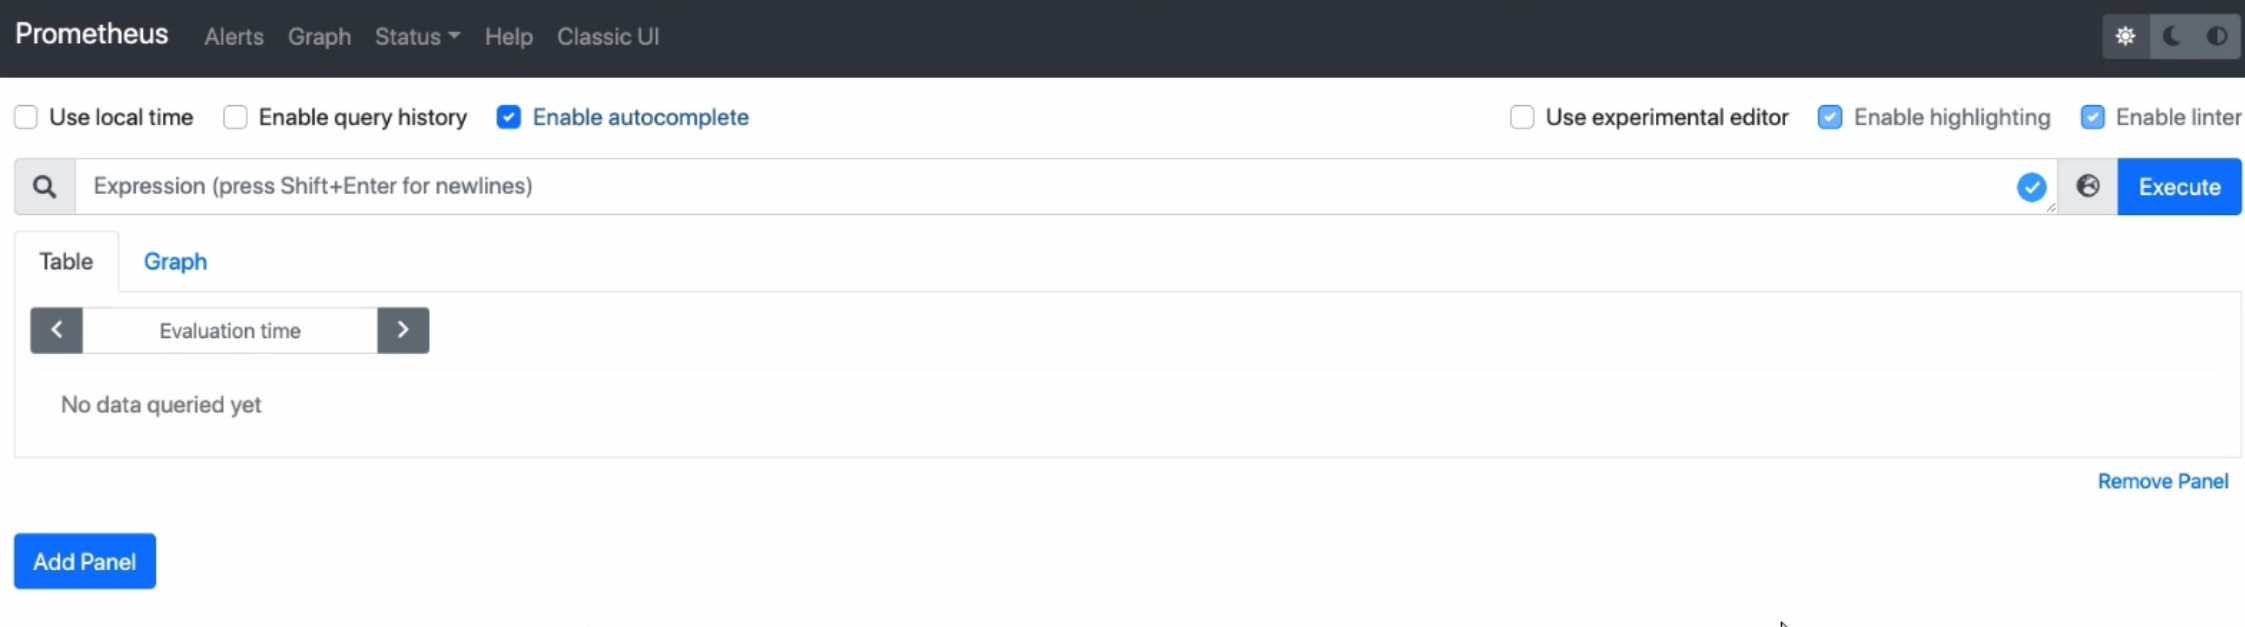 Prometheus Alerts Graph Status Help Classic UI
Use local time Enable query history Enable autocomplete Use experimental editor Enable highlighting Enable linter
Expression (press Shift+Enter for newlines) Execute
Table Graph
Evaluation time
No data queried yet
Remove Panel
Add Panel